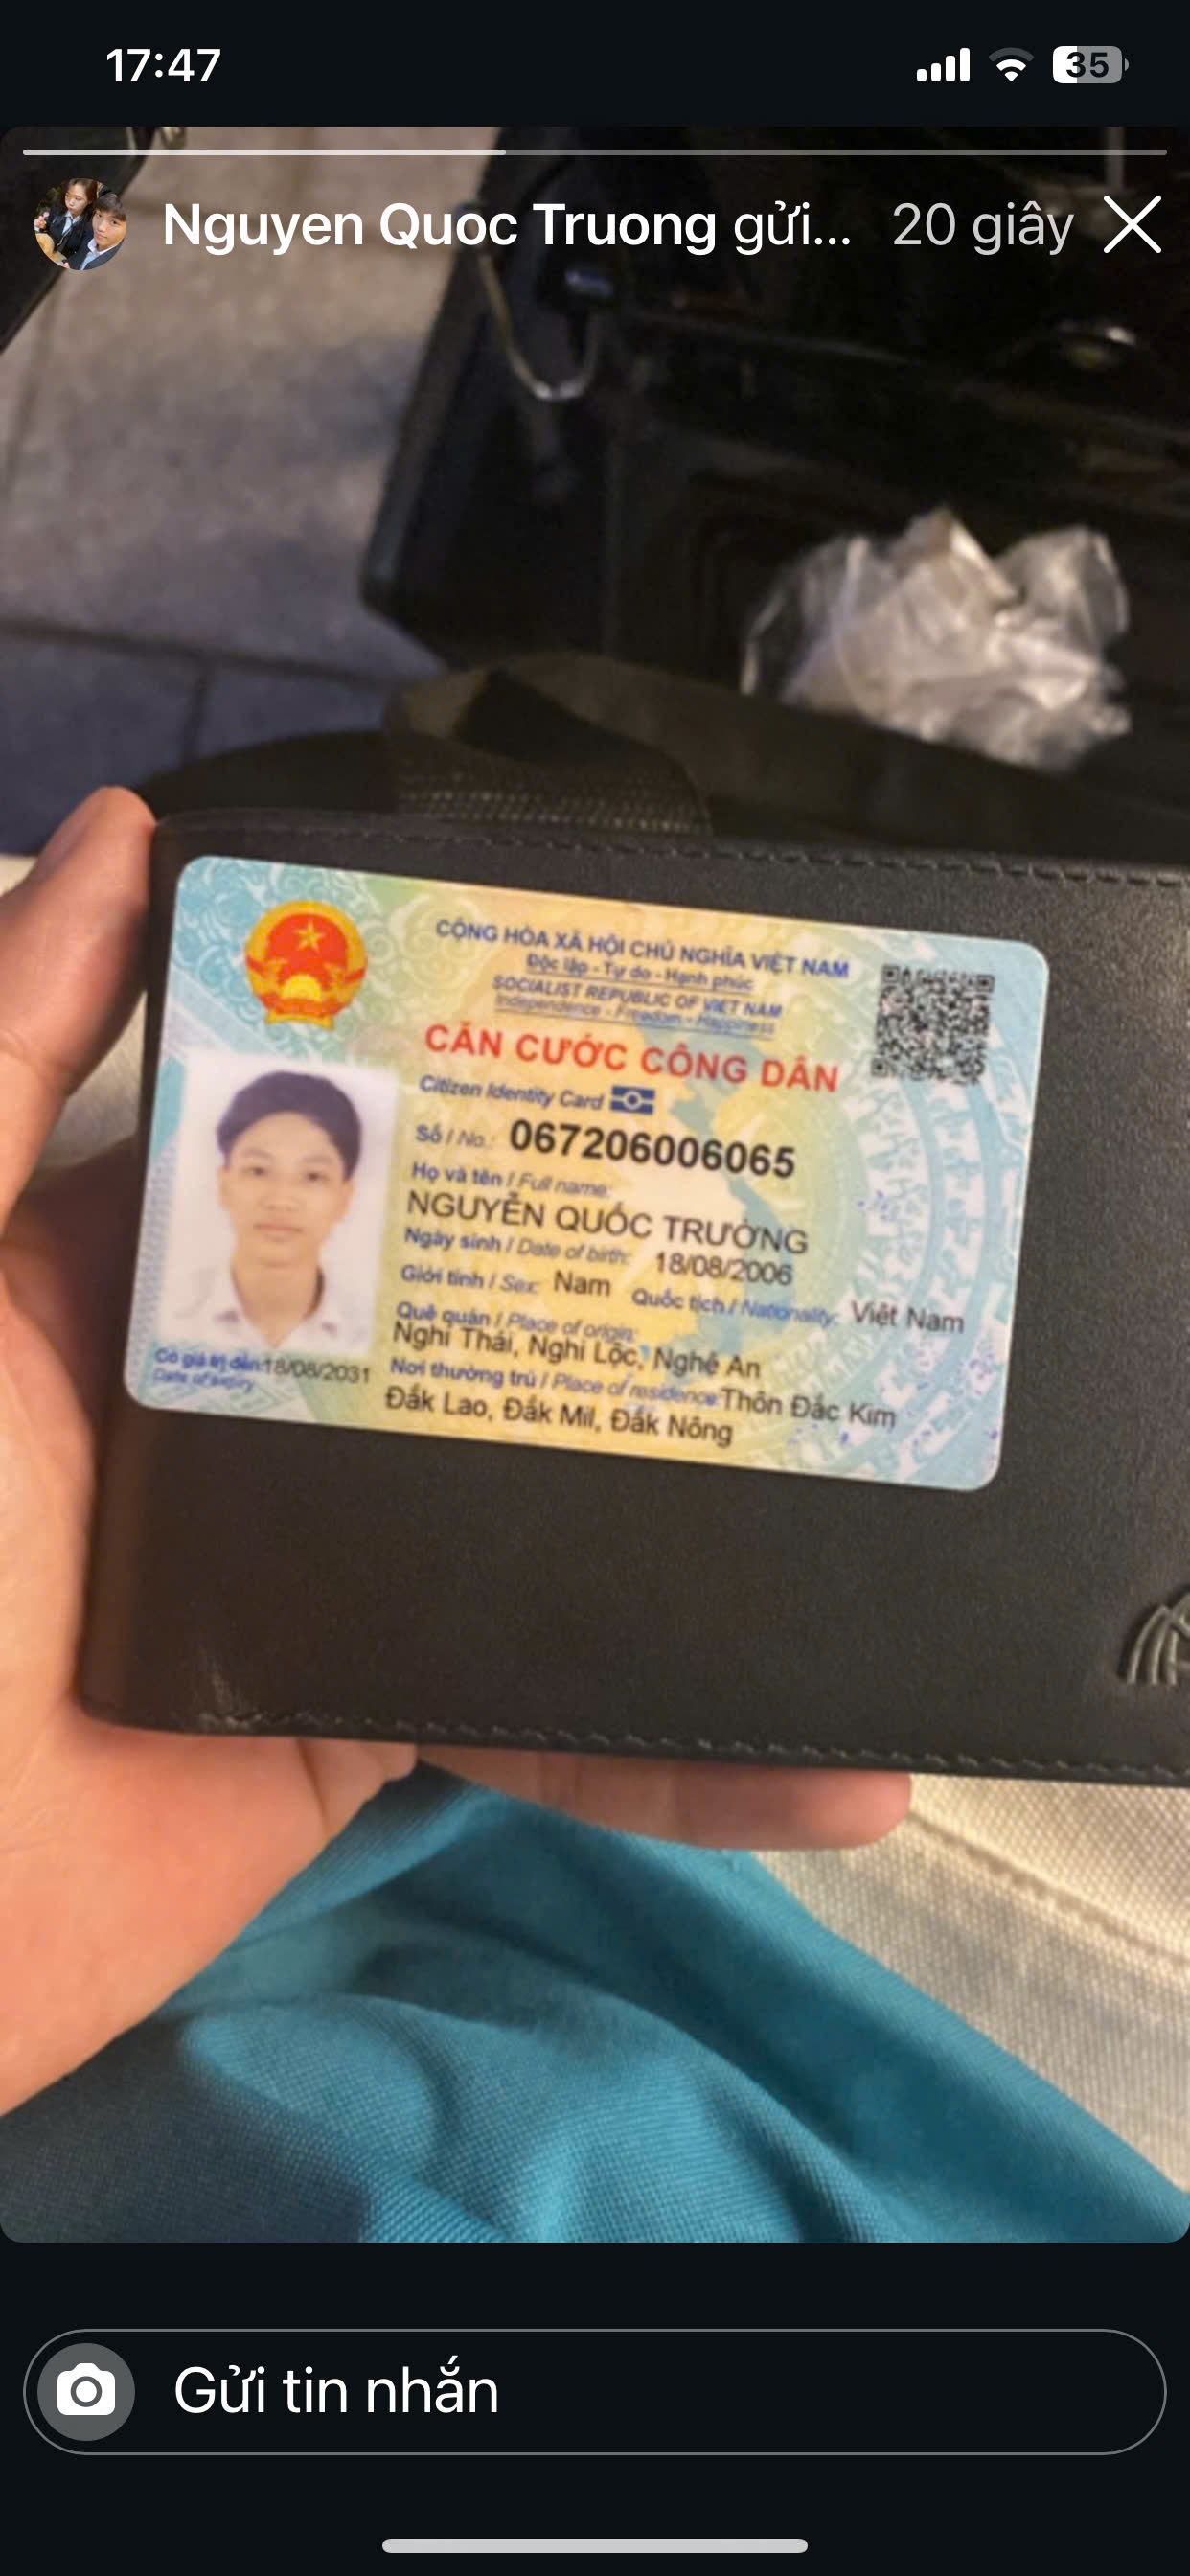 17:47
35
Nguyen Quoc Truong gửi... 20 giây
CỘNG HÒA XÃ HỘI CHỦ NGHĨA VIỆT NAM
Độc lập - Tự do - Hạnh phúc
SOCIALIST REPUBLIC OF VIET NAM
Independence - Freedom - Happiness
CĂN CƯỚC CÔNG DÂN
Citizen Identity Card
Số / No.: 067206006065
Họ và tên / Full name:
NGUYỄN QUỐC TRƯỜNG
Ngày sinh / Date of birth: 18/08/2006
Giới tính / Sex: Nam Quốc tịch / Nationality: Việt Nam
Quê quán / Place of origin:
Nghi Thái, Nghi Lộc, Nghệ An
Nơi thường trú / Place of residence: Thôn Đắc Kim
Đắk Lao, Đắk Mil, Đắk Nông
Có giá trị đến: 18/08/2031
Date of expiry
Gửi tin nhắn